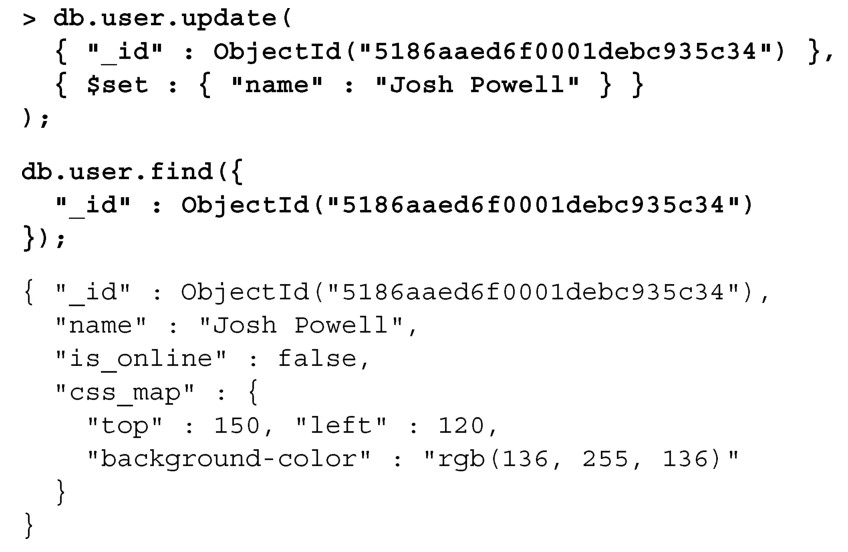 > db.user.update(
{ "_id" : ObjectId("5186aaed6f0001debc935c34") },
{ $set : { "name" : "Josh Powell" } }
);
db.user.find({
"_id" : ObjectId("5186aaed6f0001debc935c34")
});
{ "_id" : ObjectId("5186aaed6f0001debc935c34"),
"name" : "Josh Powell",
"is_online" : false,
"css_map" : {
"top" : 150, "left" : 120,
"background-color" : "rgb(136, 255, 136)"
}
}